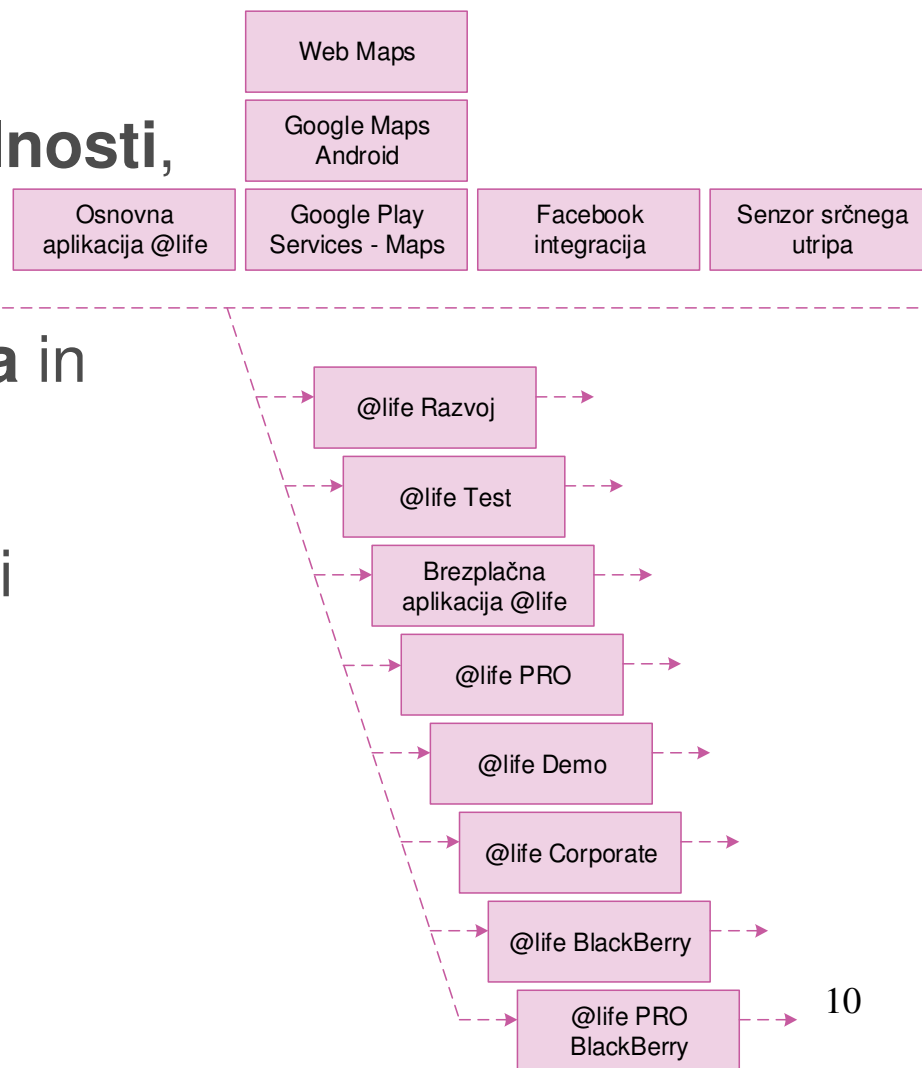 Web Maps
Google Maps
Android
lnosti,
Osnovna
aplikacija @life
Google Play
Services - Maps
Facebook
integracija
Senzor srčnega
utripa
a in
@life Razvoj
@life Test
i
Brezplačna
aplikacija @life
@life PRO
@life Demo
@life Corporate
@life BlackBerry
@life PRO
BlackBerry
10